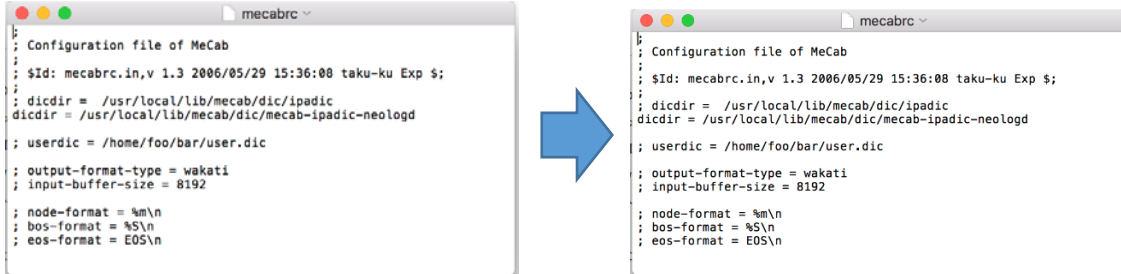 mecabrc
;
; Configuration file of MeCab
;
; $Id: mecabrc.in,v 1.3 2006/05/29 15:36:08 taku-ku Exp $;
;
; dicdir =  /usr/local/lib/mecab/dic/ipadic
dicdir = /usr/local/lib/mecab/dic/mecab-ipadic-neologd
; userdic = /home/foo/bar/user.dic
; output-format-type = wakati
; input-buffer-size = 8192
; node-format = %m\n
; bos-format = %S\n
; eos-format = EOS\n
mecabrc
;
; Configuration file of MeCab
;
; $Id: mecabrc.in,v 1.3 2006/05/29 15:36:08 taku-ku Exp $;
;
; dicdir =  /usr/local/lib/mecab/dic/ipadic
dicdir = /usr/local/lib/mecab/dic/mecab-ipadic-neologd
; userdic = /home/foo/bar/user.dic
; output-format-type = wakati
; input-buffer-size = 8192
; node-format = %m\n
; bos-format = %S\n
; eos-format = EOS\n